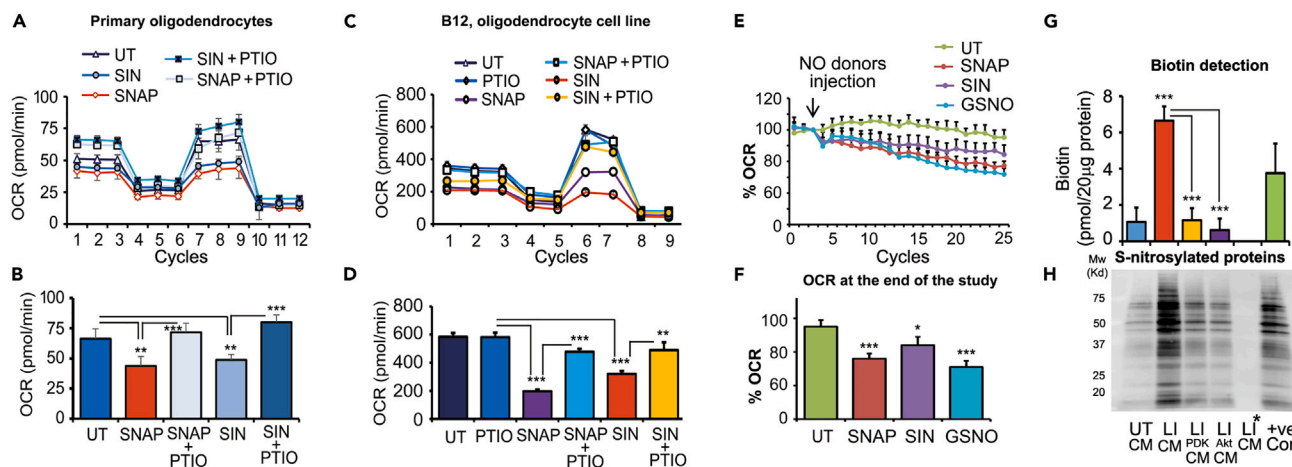 A
Primary oligodendrocytes
UT
SIN
SNAP
SIN + PTIO
SNAP + PTIO
OCR (pmol/min)
100
75
50
25
0
1 2 3 4 5 6 7 8 9 10 11 12
Cycles
B
OCR (pmol/min)
100
75
50
25
0
**
***
**
***
UT
SNAP
SNAP
+
PTIO
SIN
SIN
+
PTIO
C
B12, oligodendrocyte cell line
UT
PTIO
SNAP
SNAP + PTIO
SIN
SIN + PTIO
OCR (pmol/min)
800
600
400
200
0
1 2 3 4 5 6 7 8 9
Cycles
D
OCR (pmol/min)
800
600
400
200
0
***
***
***
**
UT
PTIO
SNAP
SNAP
+
PTIO
SIN
SIN
+
PTIO
E
NO donors
injection
UT
SNAP
SIN
GSNO
% OCR
120
100
80
60
0 5 10 15 20 25
Cycles
F
OCR at the end of the study
% OCR
100
80
60
***
*
***
UT
SNAP
SIN
GSNO
G
Biotin detection
Biotin
(pmol/20µg protein)
8
6
4
2
0
***
***
***
H
S-nitrosylated proteins
Mw
(Kd)
75
50
37
25
20
UT
CM
LI
CM
LI
PDK
CM
LI
Akt
CM
LI*
CM
+ve
Con